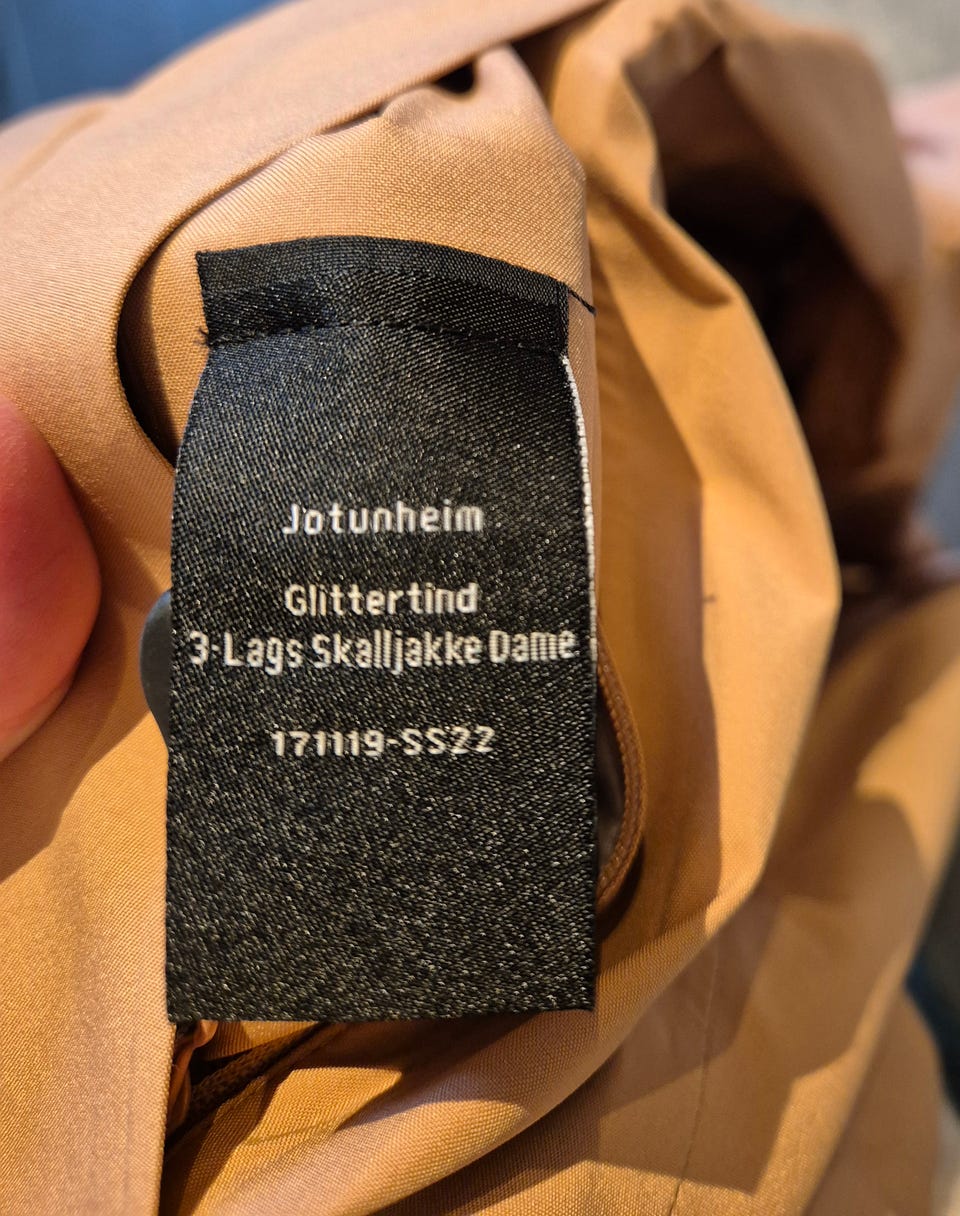 Jotunheim
Glittertind
3-Lags Skalljakke Dame
171119-SS22